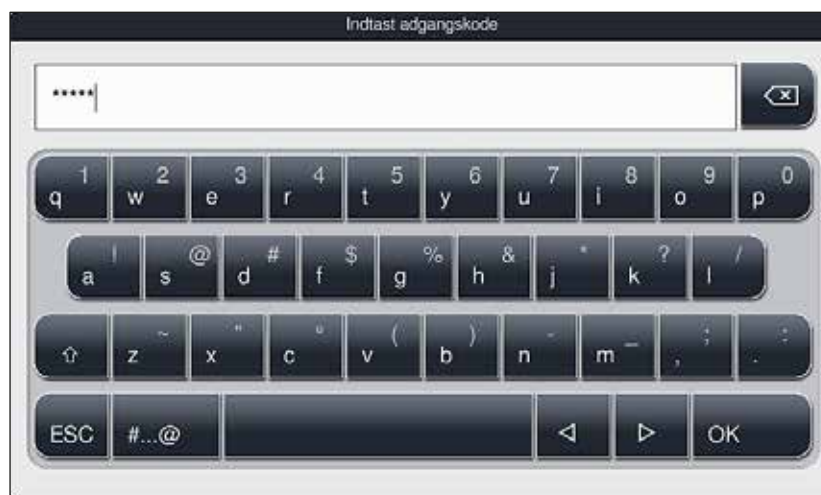 Indtast adgangskode
*****
1 2 3 4 5 6 7 8 9 0
q w e r t y u i o p
! @ # $ % & * ? /
a s d f g h j k l
~ " º ( ) - _ ; :
z x c v b n m , .
ESC #...@ OK